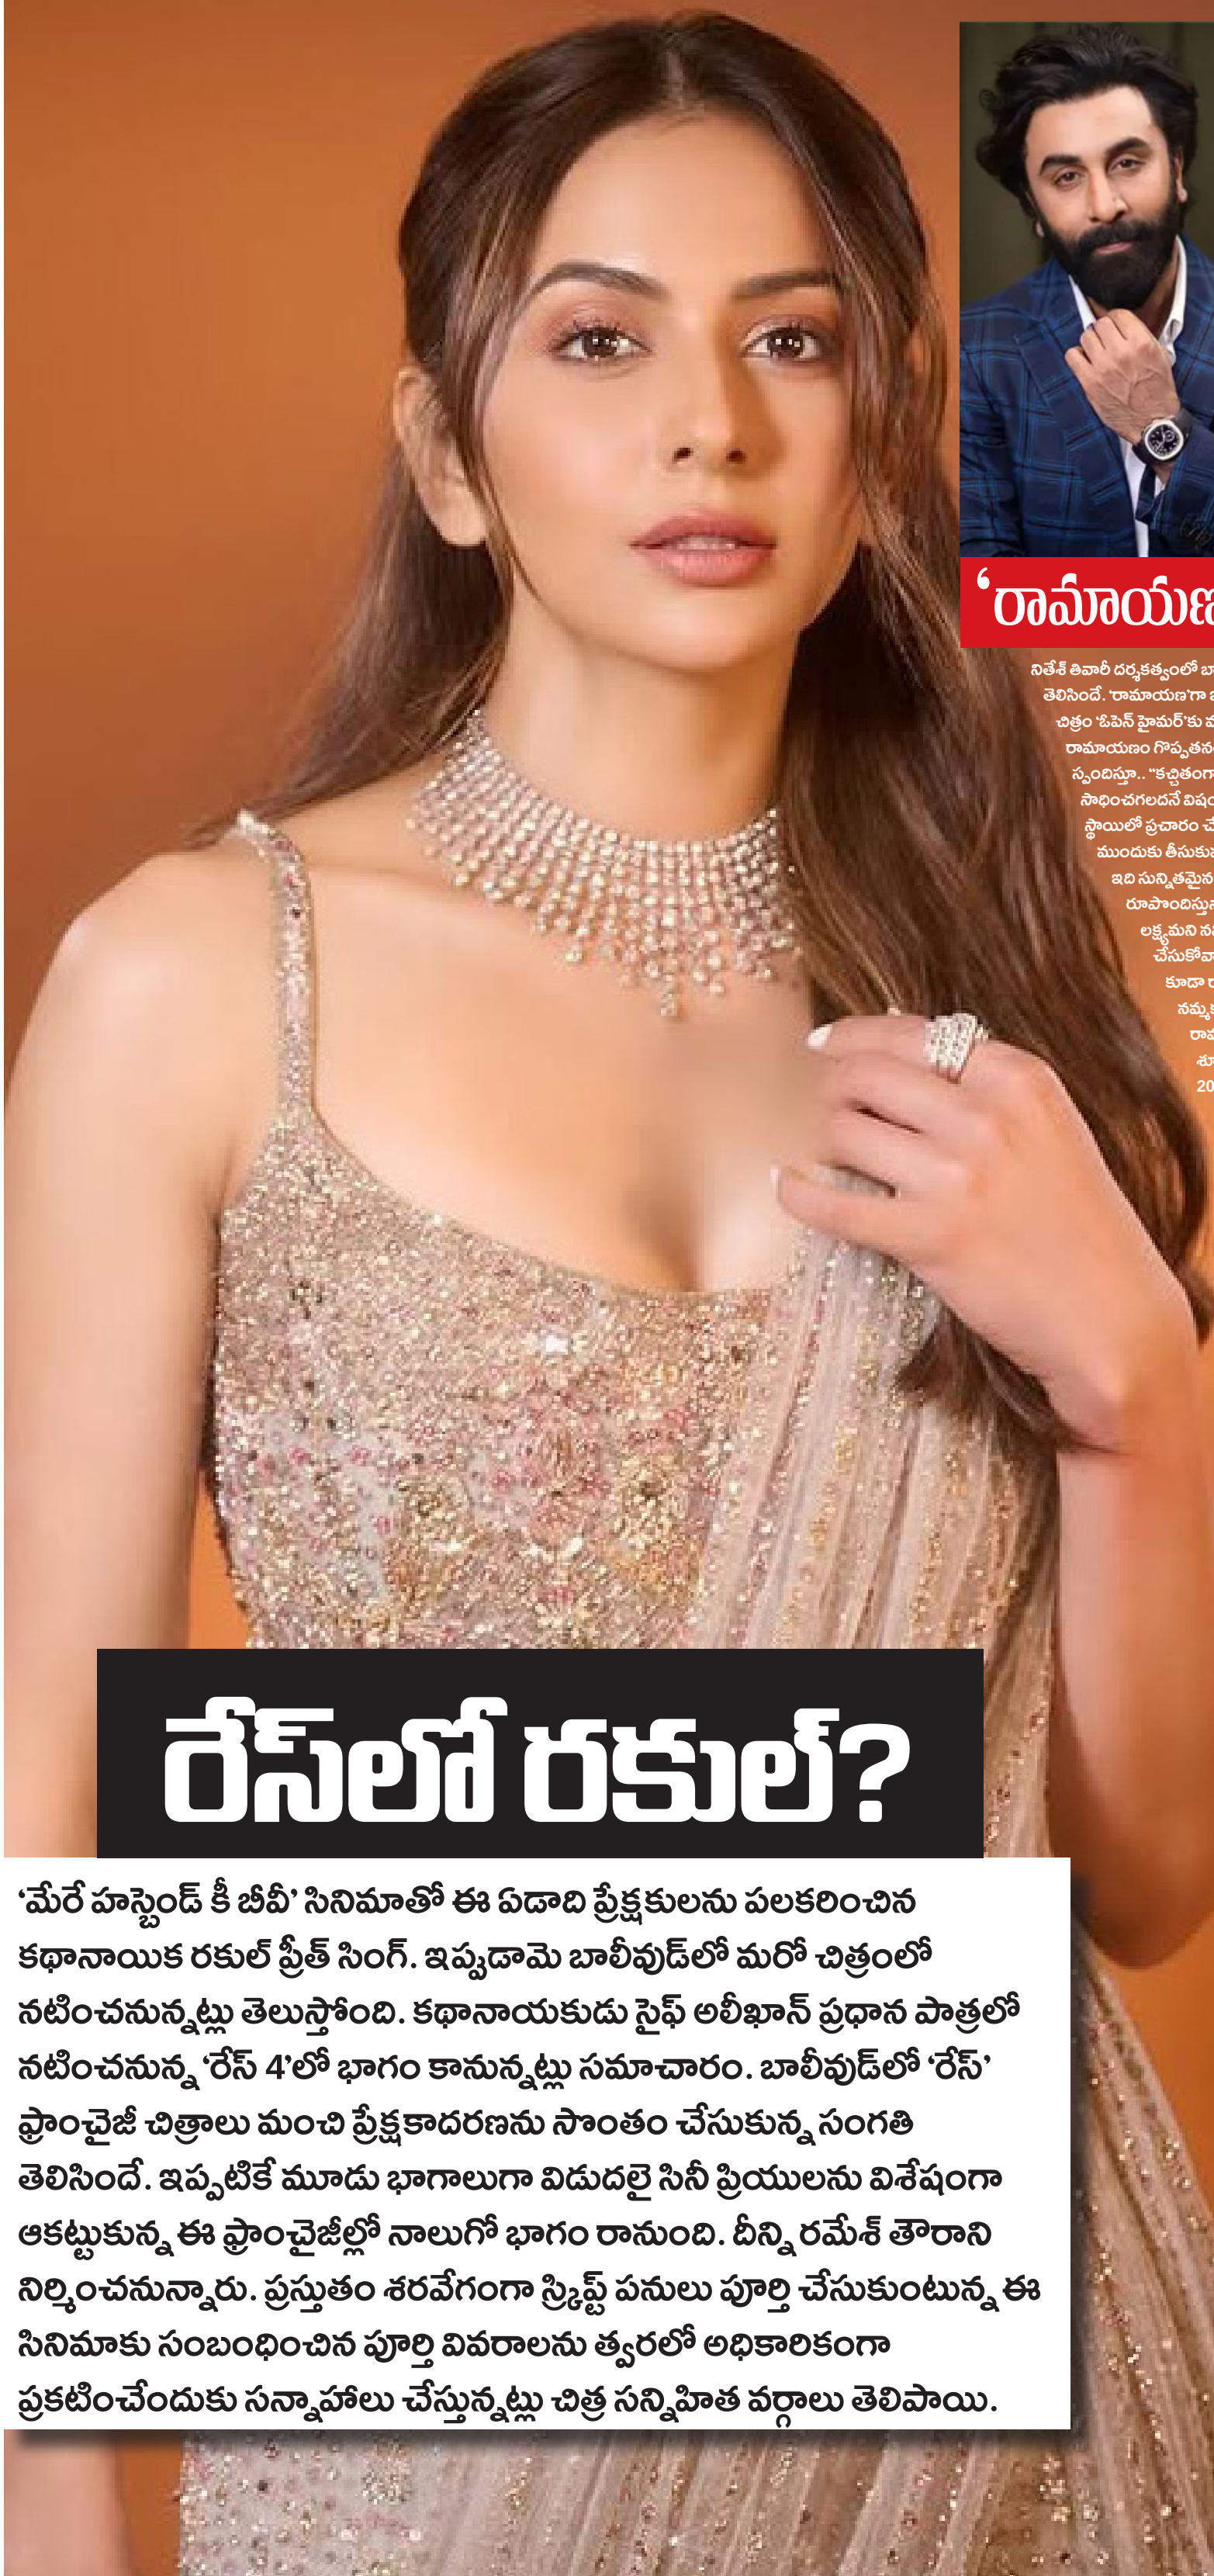 ‘రామాయణ
నితేశ్ తివారీ దర్శకత్వంలో
తెలిసిందే. ‘రామాయణ’గా
చిత్రం ‘ఓపెన్ హైమర్’కు
రామాయణం
స్పందిస్తూ.. “కచ్చితంగా
సాధించగలదనే
స్థాయిలో ప్రచారం
ముందుకు
ఇది సున్నితమైన
లక్ష్యమని
కూడా
20
రేస్‌లో రకుల్?
‘మేరే హస్బెండ్ కీ బీవీ’ సినిమాతో ఈ ఏడాది ప్రేక్షకులను పలకరించిన
కథానాయిక రకుల్ ప్రీత్ సింగ్. ఇప్పుడామె బాలీవుడ్‌లో మరో చిత్రంలో
నటించనున్నట్లు తెలుస్తోంది. కథానాయకుడు సైఫ్ అలీఖాన్ ప్రధాన పాత్రలో
నటించనున్న ‘రేస్ 4’లో భాగం కానున్నట్లు సమాచారం. బాలీవుడ్‌లో ‘రేస్’
ఫ్రాంచైజీ చిత్రాలు మంచి ప్రేక్షకాదరణను సొంతం చేసుకున్న సంగతి
తెలిసిందే. ఇప్పటికే మూడు భాగాలుగా విడుదలై సినీ ప్రియులను విశేషంగా
ఆకట్టుకున్న ఈ ఫ్రాంచైజీల్లో నాలుగో భాగం రానుంది. దీన్ని రమేశ్ తౌరాని
నిర్మించనున్నారు. ప్రస్తుతం శరవేగంగా స్క్రిప్ట్ పనులు పూర్తి చేసుకుంటున్న ఈ
సినిమాకు సంబంధించిన పూర్తి వివరాలను త్వరలో అధికారికంగా
ప్రకటించేందుకు సన్నాహాలు చేస్తున్నట్లు చిత్ర సన్నిహిత వర్గాలు తెలిపాయి.